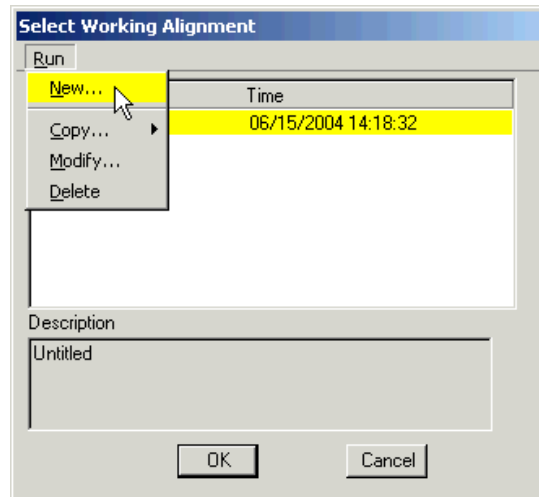 Select Working Alignment
Run
New...
Time
06/15/2004 14:18:32
Copy...
Modify...
Delete
Description
Untitled
OK Cancel